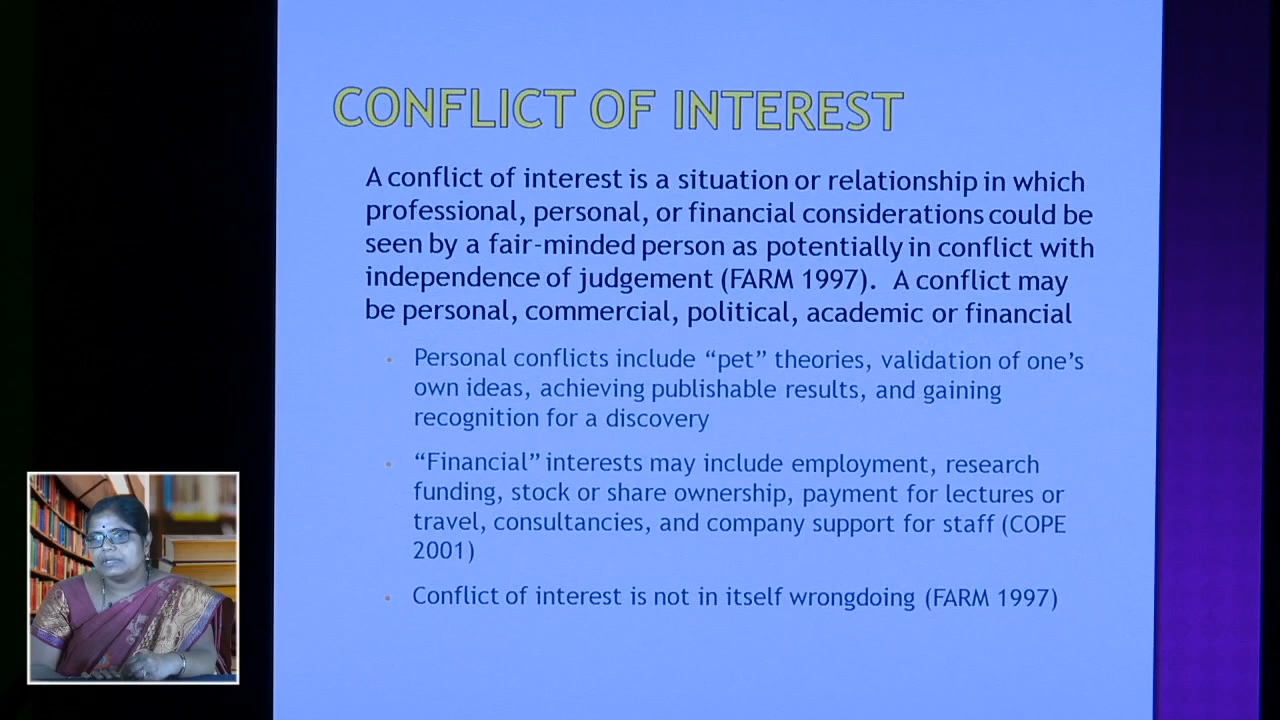 CONFLICT OF INTEREST
A conflict of interest is a situation or relationship in which
professional, personal, or financial considerations could be
seen by a fair-minded person as potentially in conflict with
independence of judgement (FARM 1997).  A conflict may
be personal, commercial, political, academic or financial
Personal conflicts include “pet” theories, validation of one’s
own ideas, achieving publishable results, and gaining
recognition for a discovery
“Financial” interests may include employment, research
funding, stock or share ownership, payment for lectures or
travel, consultancies, and company support for staff (COPE
2001)
Conflict of interest is not in itself wrongdoing (FARM 1997)